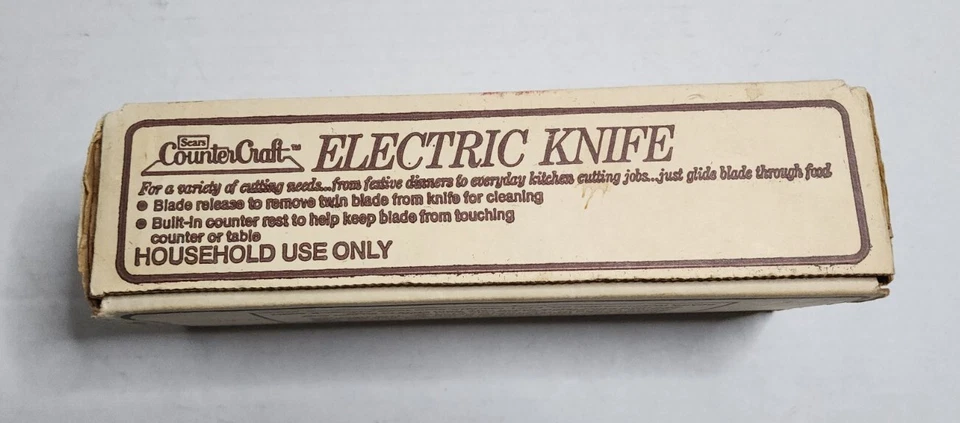 Sears
CounterCraft™ ELECTRIC KNIFE
For a variety of cutting needs...from festive dinners to everyday kitchen cutting jobs...just glide blade through food
● Blade release to remove twin blade from knife for cleaning
● Built-in counter rest to help keep blade from touching
counter or table
HOUSEHOLD USE ONLY